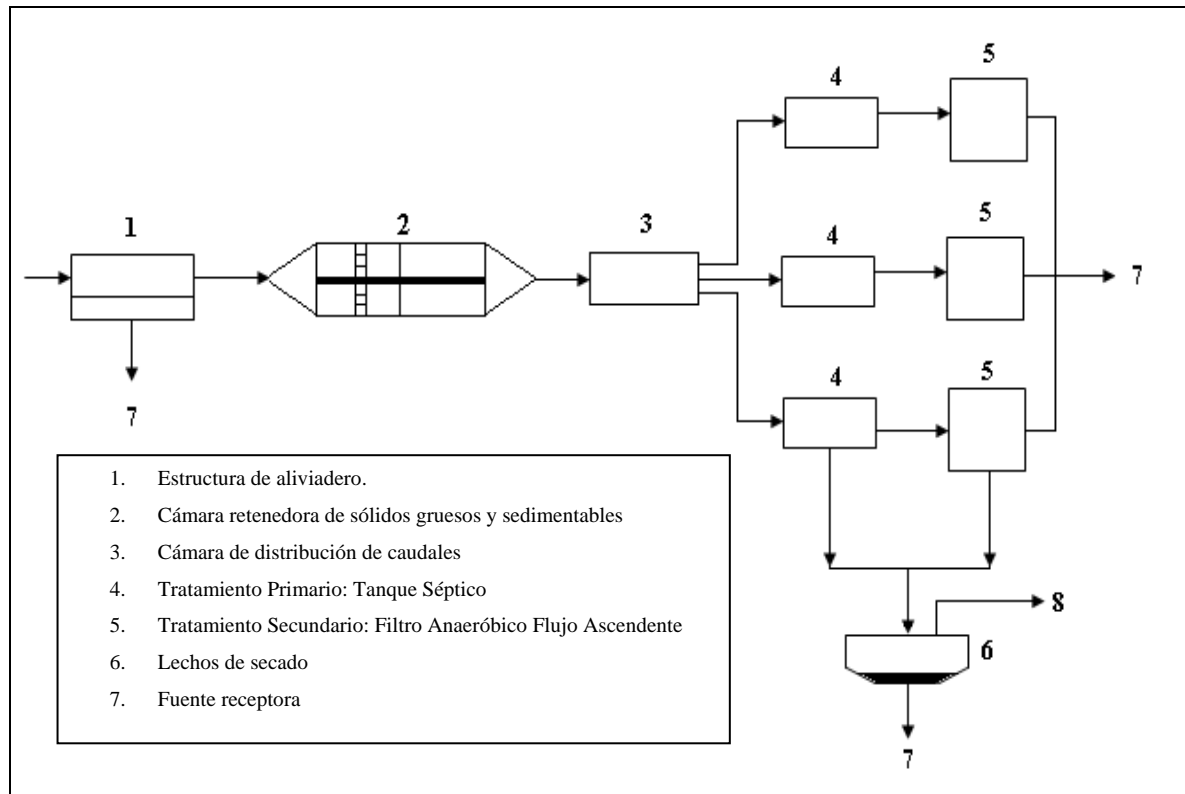 5
4
5
1
2
3
4
7
5
4
7
1. Estructura de aliviadero.
2. Cámara retenedora de sólidos gruesos y sedimentables
3. Cámara de distribución de caudales
4. Tratamiento Primario: Tanque Séptico
5. Tratamiento Secundario: Filtro Anaeróbico Flujo Ascendente
6. Lechos de secado
7. Fuente receptora
8
6
7